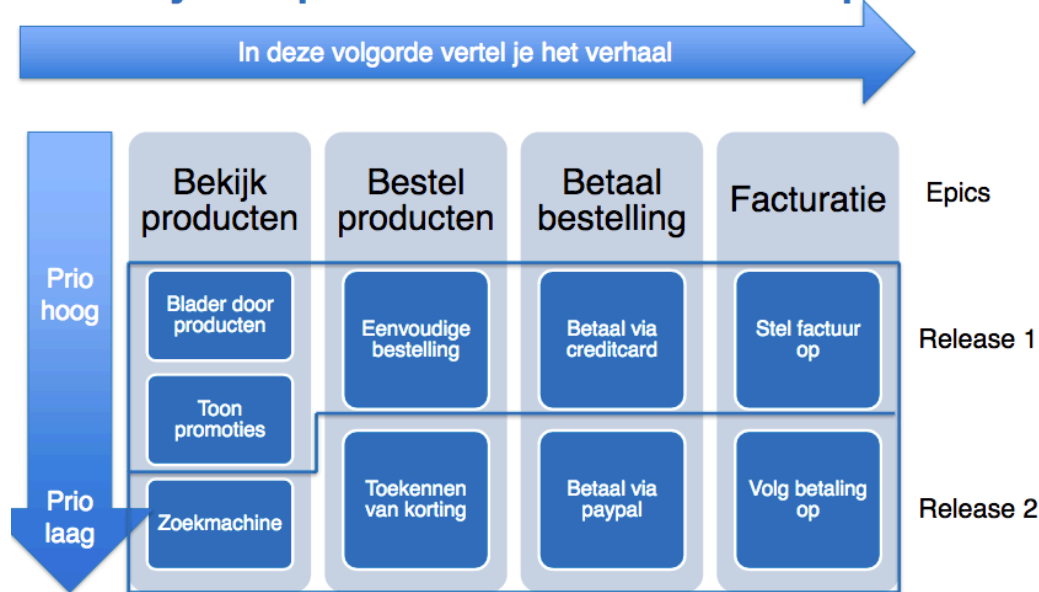 In deze volgorde vertel je het verhaal
Bekijk
producten
Bestel
producten
Betaal
bestelling
Facturatie
Epics
Prio
hoog
Blader door
producten
Toon
promoties
Eenvoudige
bestelling
Betaal via
creditcard
Stel factuur
op
Release 1
Prio
laag
Zoekmachine
Toekennen
van korting
Betaal via
paypal
Volg betaling
op
Release 2